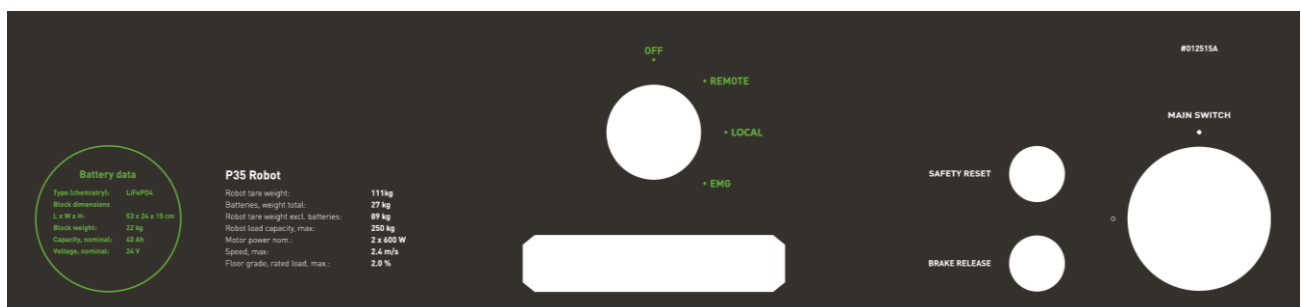 OFF
• REMOTE
• LOCAL
• EMG
#012515A
MAIN SWITCH
SAFETY RESET
BRAKE RELEASE
Battery data
Type (chemistry): LiFePO4
Block dimensions
L x W x H: 53 x 24 x 15 cm
Block weight: 22 kg
Capacity, nominal: 40 Ah
Voltage, nominal: 24 V
P35 Robot
Robot tare weight: 111kg
Batteries, weight total: 27 kg
Robot tare weight excl. batteries: 89 kg
Robot load capacity, max: 250 kg
Motor power nom.: 2 x 600 W
Speed, max: 2.4 m/s
Floor grade, rated load, max.: 2.0 %